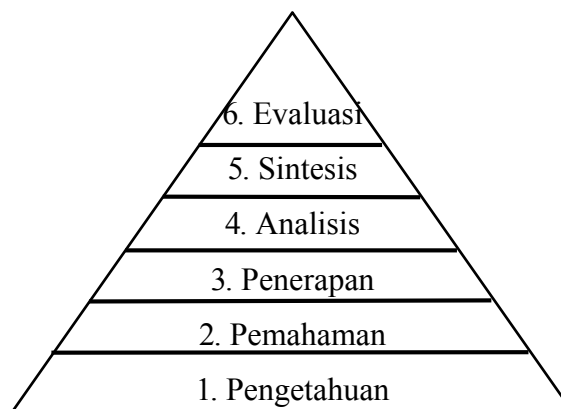 6. Evaluasi
5. Sintesis
4. Analisis
3. Penerapan
2. Pemahaman
1. Pengetahuan